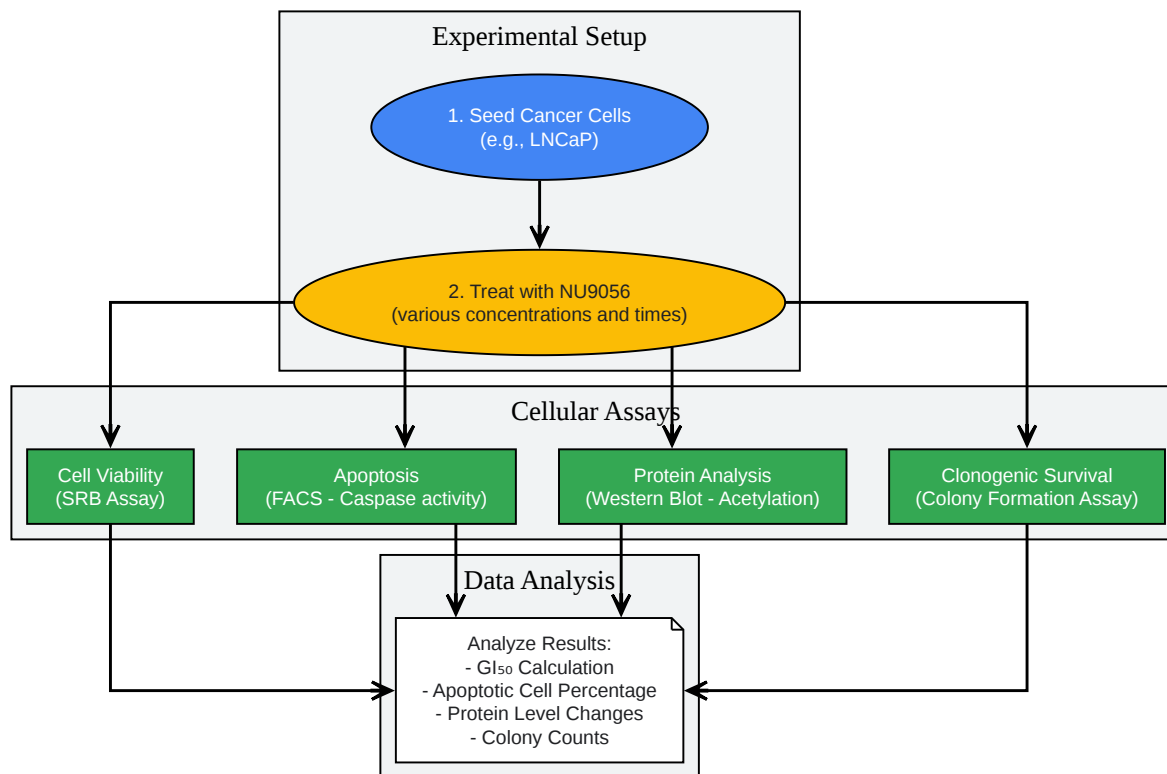 Experimental Setup
1. Seed Cancer Cells
(e.g., LNCaP)
2. Treat with NU9056
(various concentrations and times)
Cellular Assays
Cell Viability
(SRB Assay)
Apoptosis
(FACS - Caspase activity)
Protein Analysis
(Western Blot - Acetylation)
Clonogenic Survival
(Colony Formation Assay)
Data Analysis
Analyze Results:
- GI₅₀ Calculation
- Apoptotic Cell Percentage
- Protein Level Changes
- Colony Counts